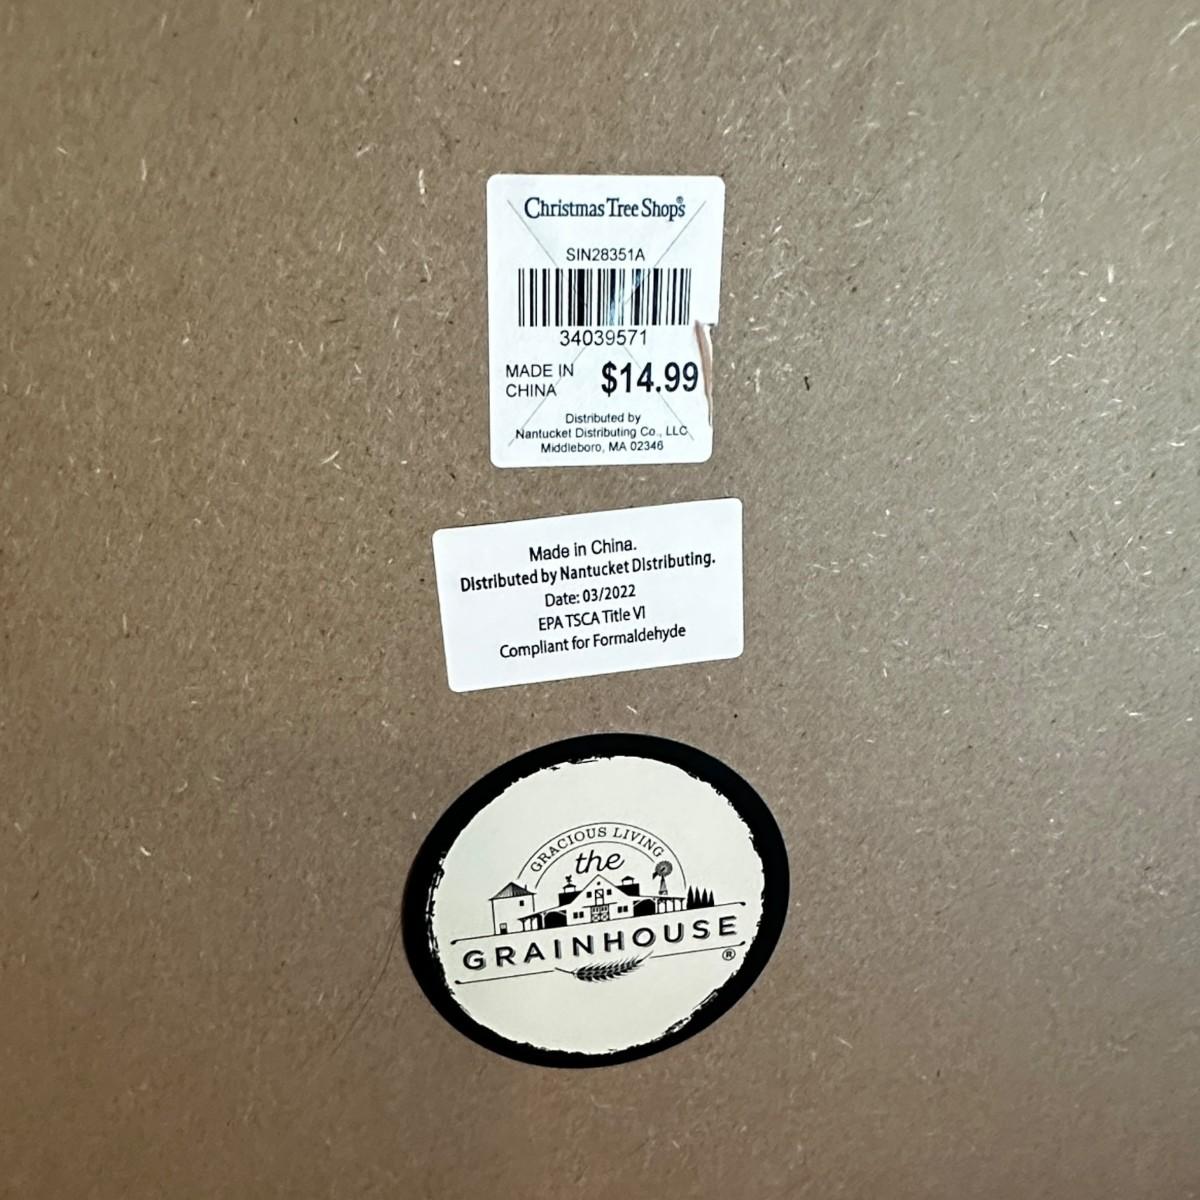 Christmas Tree Shops®
SIN28351A
34039571
MADE IN
CHINA
$14.99
Distributed by
Nantucket Distributing Co., LLC
Middleboro, MA 02346
Made in China.
Distributed by Nantucket Distributing.
Date: 03/2022
EPA TSCA Title VI
Compliant for Formaldehyde
GRACIOUS LIVING
the
GRAINHOUSE
®